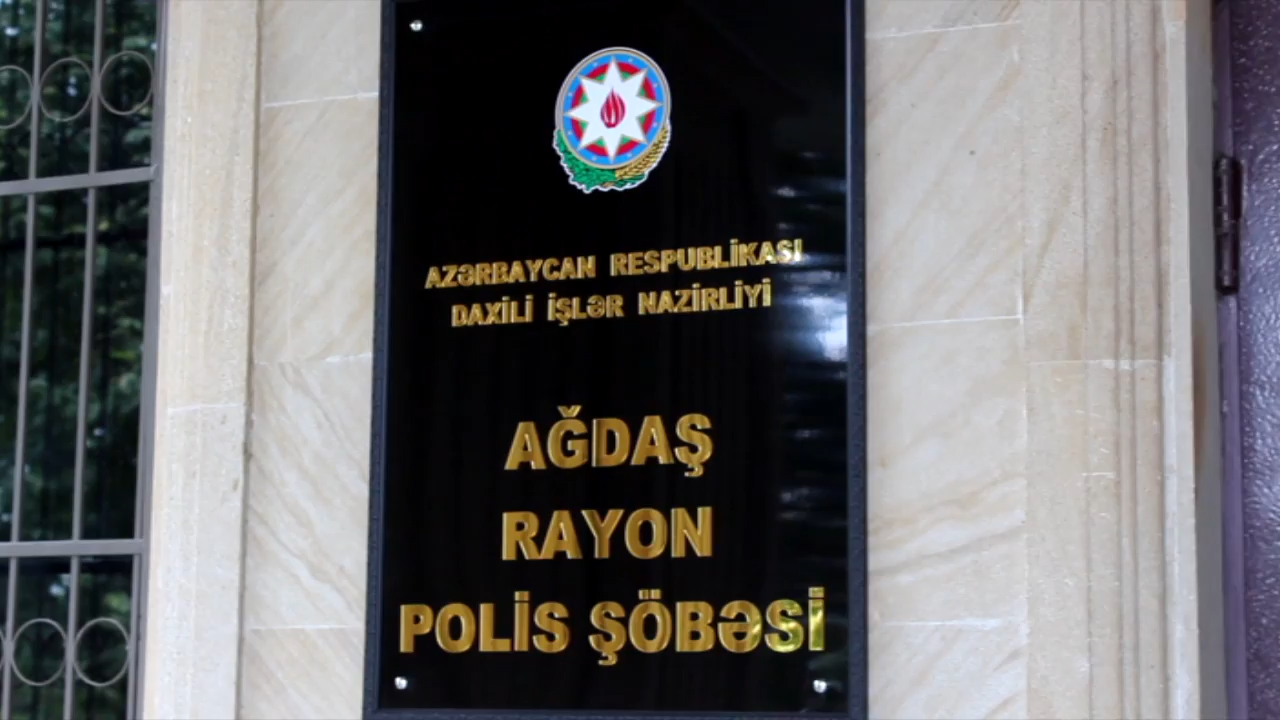 AZƏRBAYCAN RESPUBLİKASI
DAXİLİ İŞLƏR NAZİRLİYİ
AĞDAŞ
RAYON
POLİS ŞÖBƏSİ